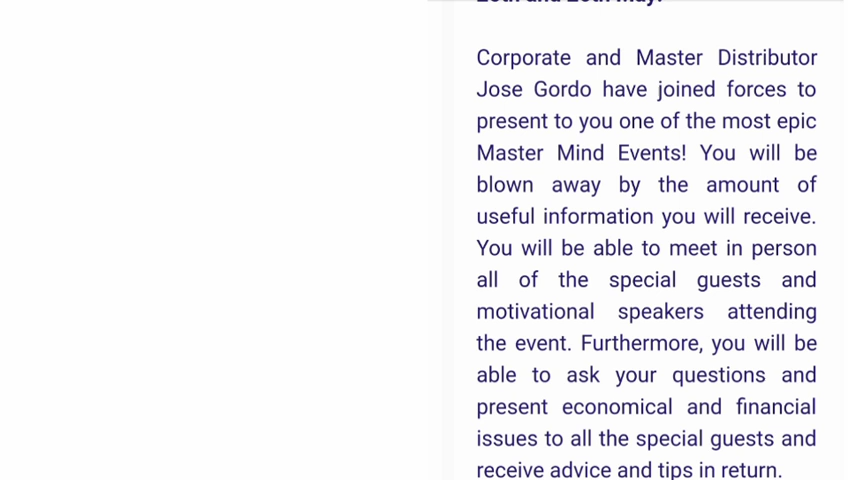 Corporate and Master Distributor
Jose Gordo have joined forces to
present to you one of the most epic
Master Mind Events! You will be
blown away by the amount of
useful information you will receive.
You will be able to meet in person
all of the special guests and
motivational speakers attending
the event. Furthermore, you will be
able to ask your questions and
present economical and financial
issues to all the special guests and
receive advice and tips in return.